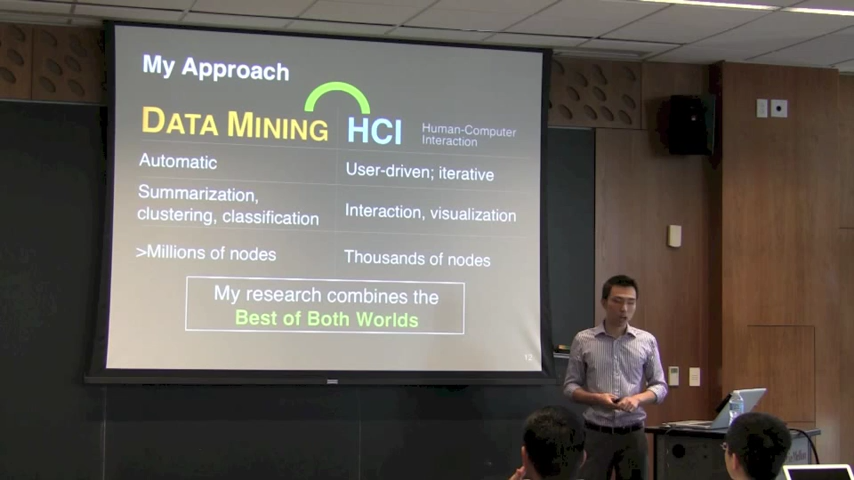 My Approach
DATA MINING HCI Human-Computer Interaction
Automatic
User-driven; iterative
Summarization,
clustering, classification
Interaction, visualization
>Millions of nodes
Thousands of nodes
My research combines the
Best of Both Worlds
12